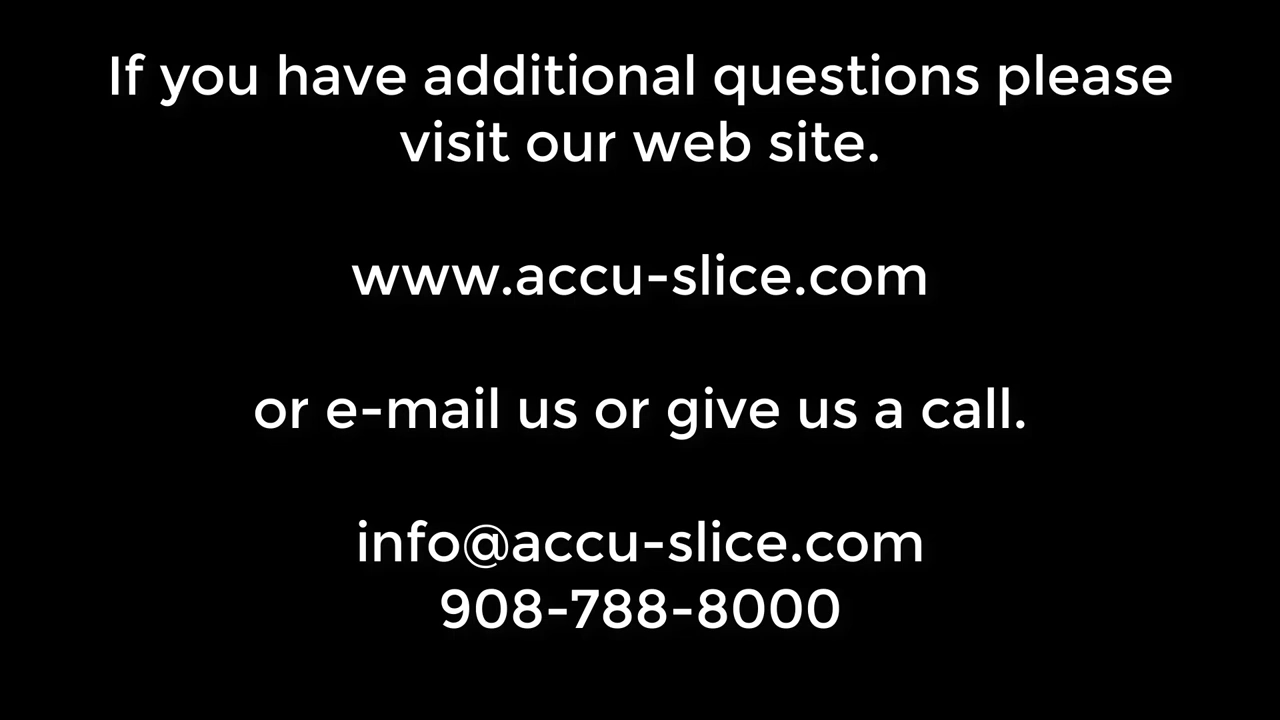 If you have additional questions please
visit our web site.
www.accu-slice.com
or e-mail us or give us a call.
info@accu-slice.com
908-788-8000